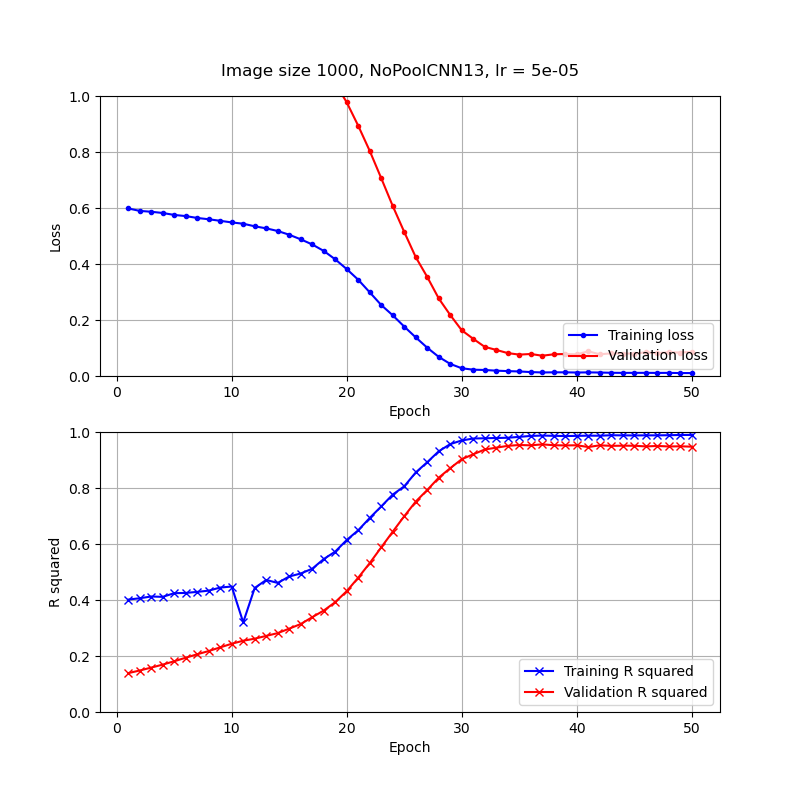 Image size 1000, NoPoolCNN13, lr = 5e-05
1.0
0.8
0.6
0.4
0.2
0.0
Loss
Training loss
Validation loss
0 10 20 30 40 50
Epoch
1.0
0.8
0.6
0.4
0.2
0.0
R squared
Training R squared
Validation R squared
0 10 20 30 40 50
Epoch